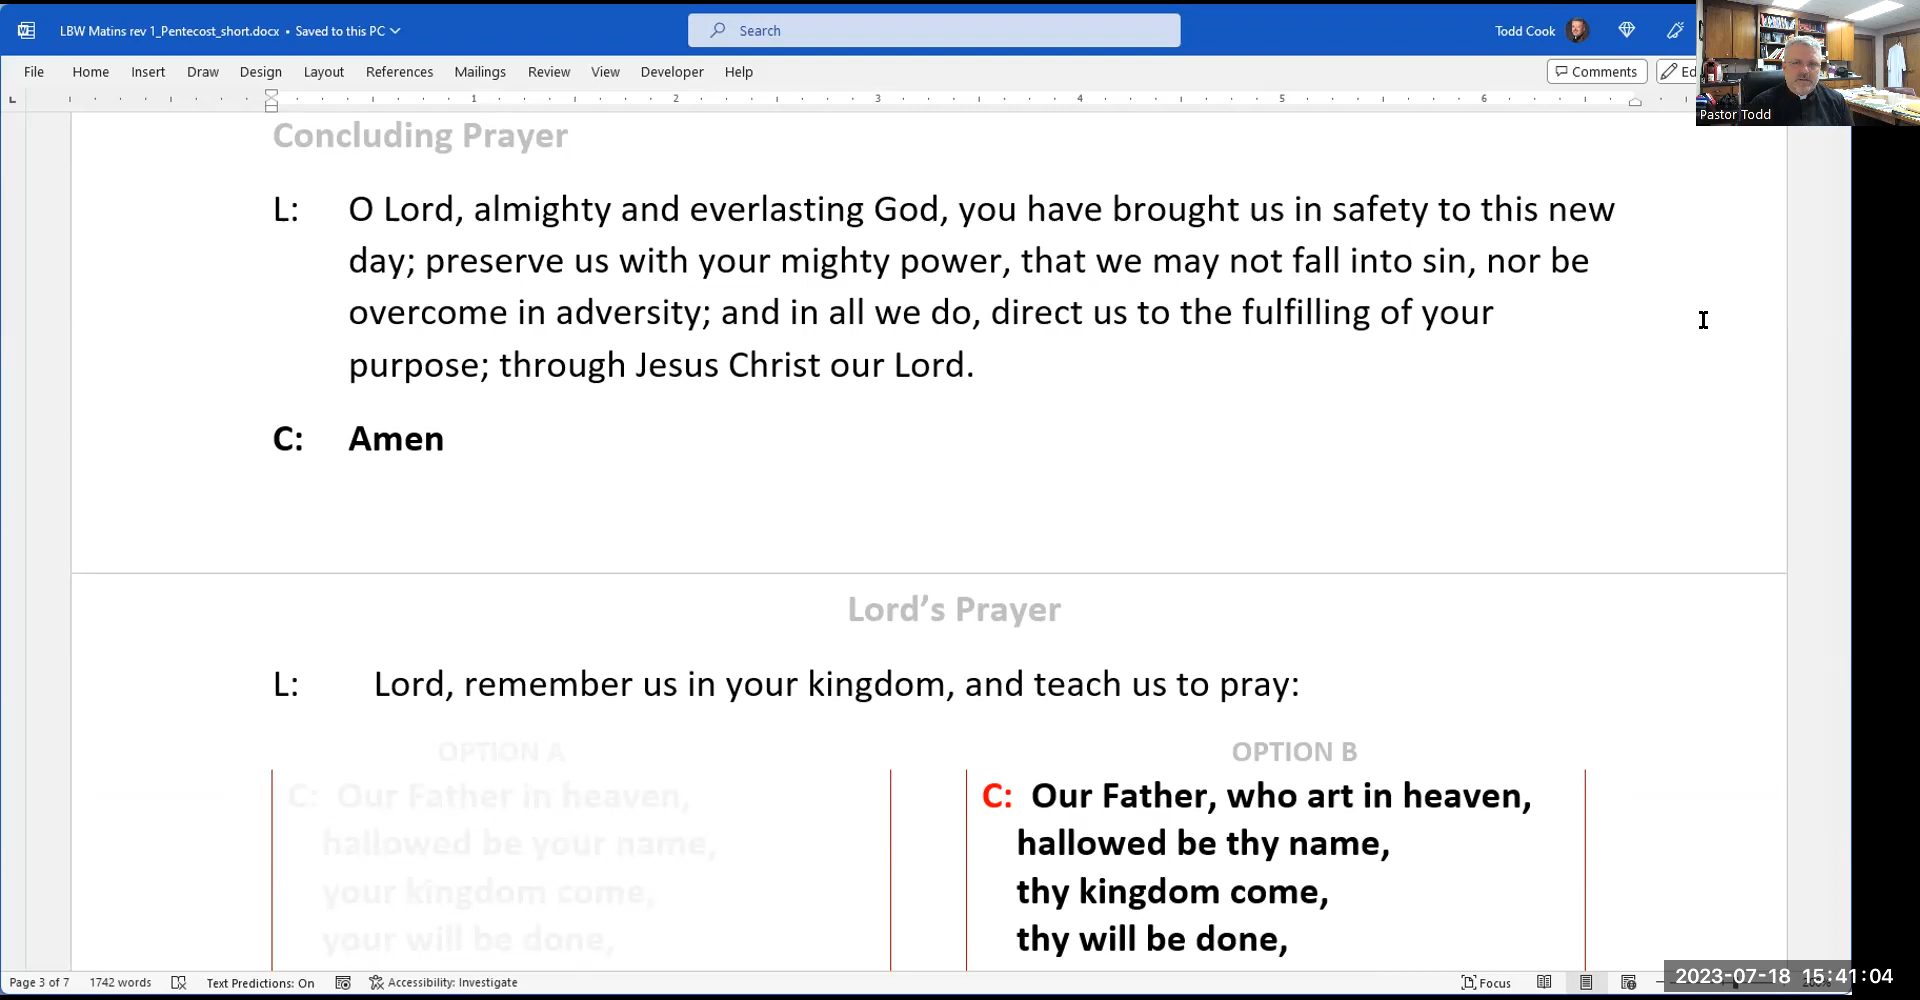 LBW Matins rev 1_Pentecost_short.docx • Saved to this PC
Search
Todd Cook
File Home Insert Draw Design Layout References Mailings Review View Developer Help
Comments
Ed
Pastor Todd
1 2 3 4 5 6
Concluding Prayer
L: O Lord, almighty and everlasting God, you have brought us in safety to this new
day; preserve us with your mighty power, that we may not fall into sin, nor be
overcome in adversity; and in all we do, direct us to the fulfilling of your
purpose; through Jesus Christ our Lord.
C: Amen
Lord’s Prayer
L: Lord, remember us in your kingdom, and teach us to pray:
OPTION A
C: Our Father in heaven,
hallowed be your name,
your kingdom come,
your will be done,
OPTION B
C: Our Father, who art in heaven,
hallowed be thy name,
thy kingdom come,
thy will be done,
Page 3 of 7 1742 words Text Predictions: On Accessibility: Investigate
Focus
2023-07-18 15:41:04